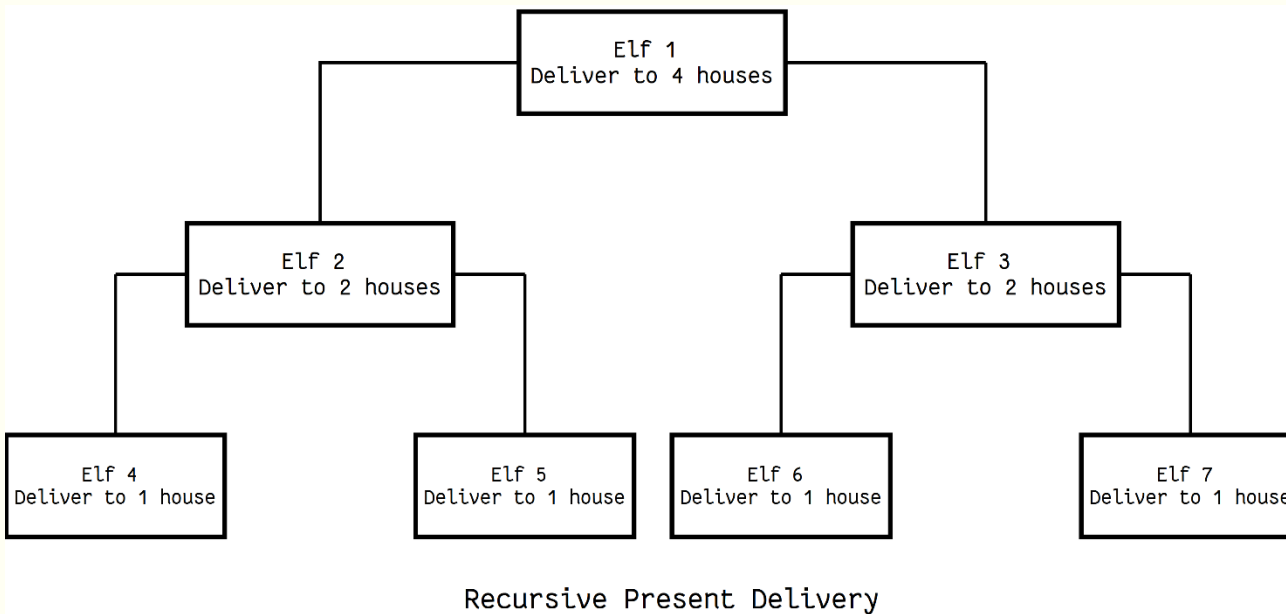 Elf 1
Deliver to 4 houses
Elf 2
Deliver to 2 houses
Elf 3
Deliver to 2 houses
Elf 4
Deliver to 1 house
Elf 5
Deliver to 1 house
Elf 6
Deliver to 1 house
Elf 7
Deliver to 1 house
Recursive Present Delivery